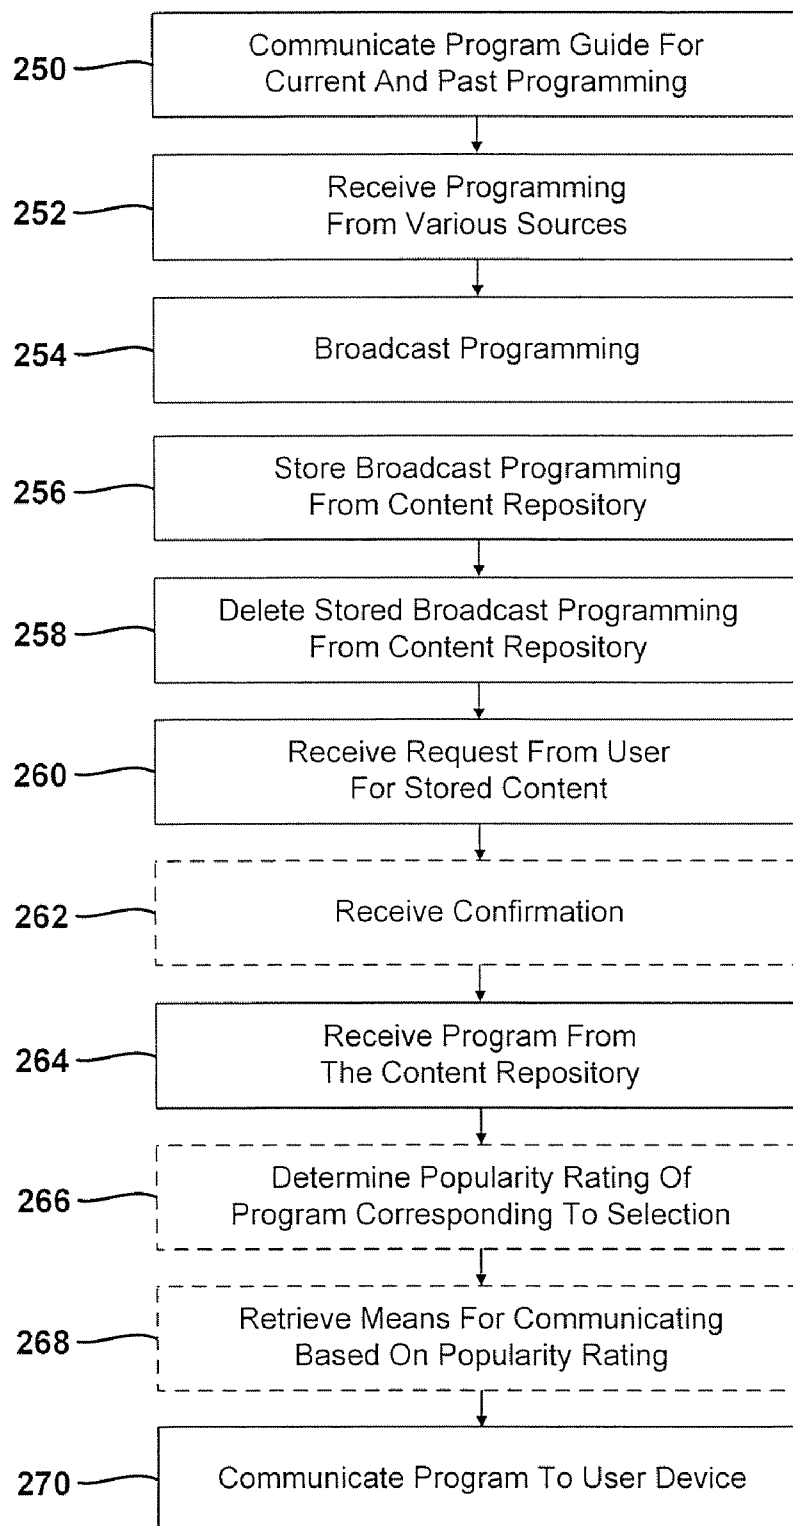 250
Communicate Program Guide For
Current And Past Programming
252
Receive Programming
From Various Sources
254
Broadcast Programming
256
Store Broadcast Programming
From Content Repository
258
Delete Stored Broadcast Programming
From Content Repository
260
Receive Request From User
For Stored Content
262
Receive Confirmation
264
Receive Program From
The Content Repository
266
Determine Popularity Rating Of
Program Corresponding To Selection
268
Retrieve Means For Communicating
Based On Popularity Rating
270
Communicate Program To User Device